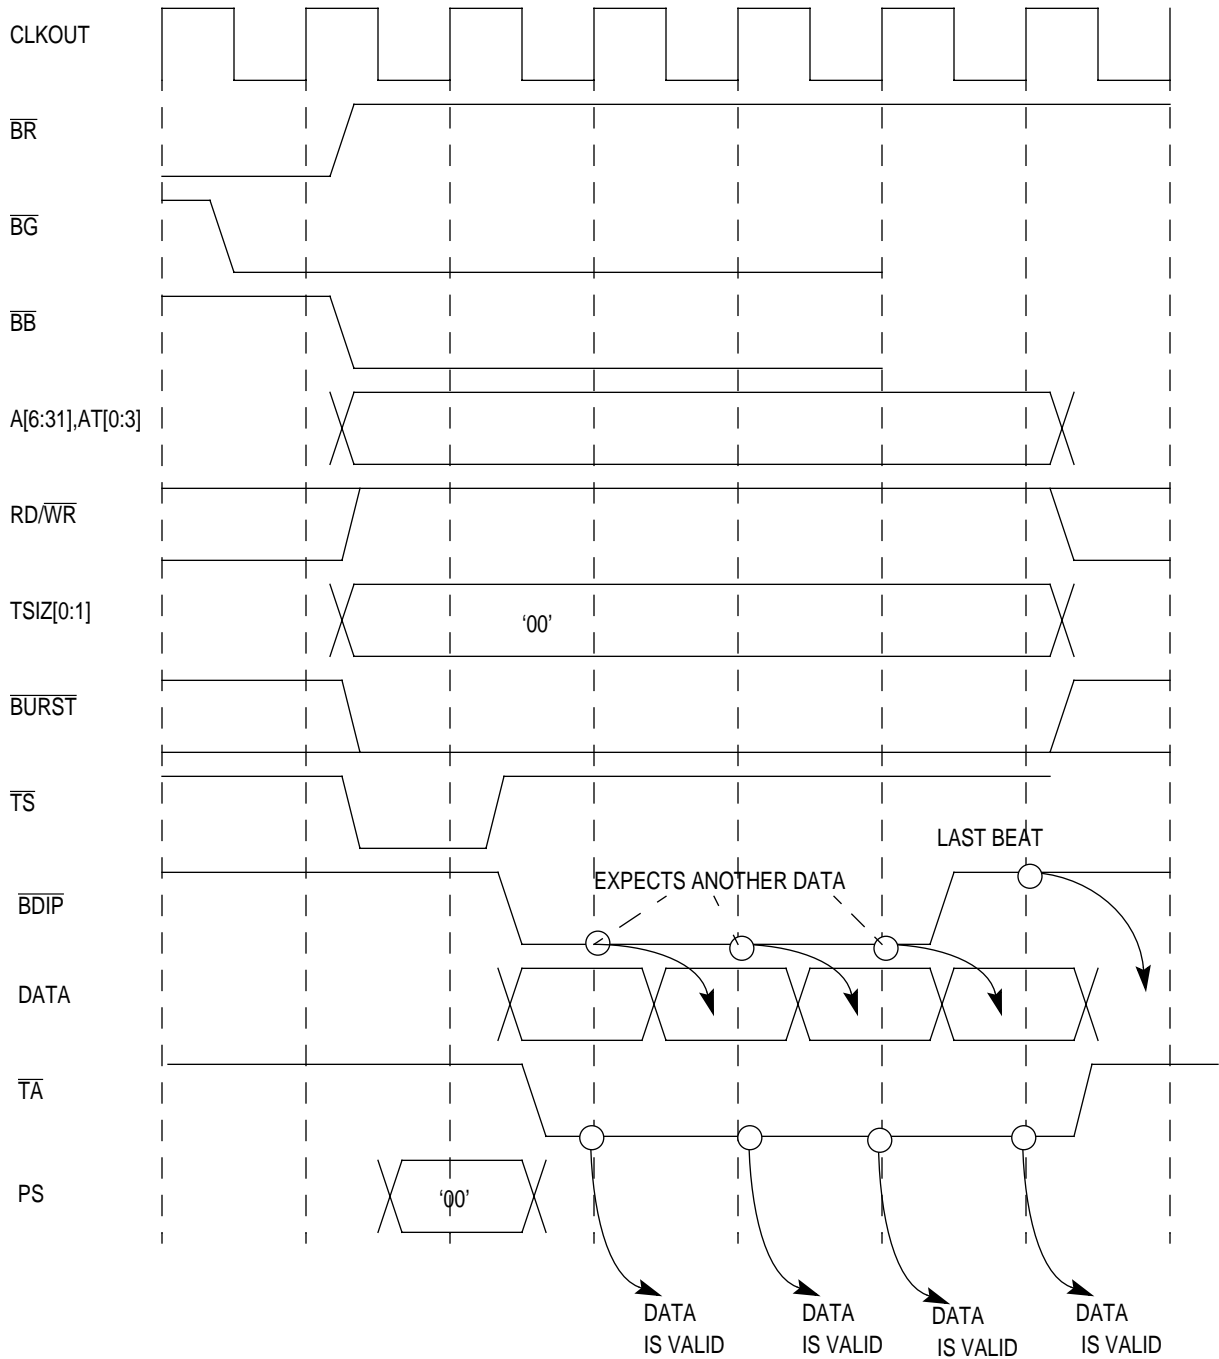 CLKOUT
BR
BG
BB
A[6:31],AT[0:3]
RD/WR
TSIZ[0:1]
‘00’
BURST
TS
LAST BEAT
EXPECTS ANOTHER DATA
BDIP
DATA
TA
PS
‘00’
DATA
IS VALID
DATA
IS VALID
DATA
IS VALID
DATA
IS VALID